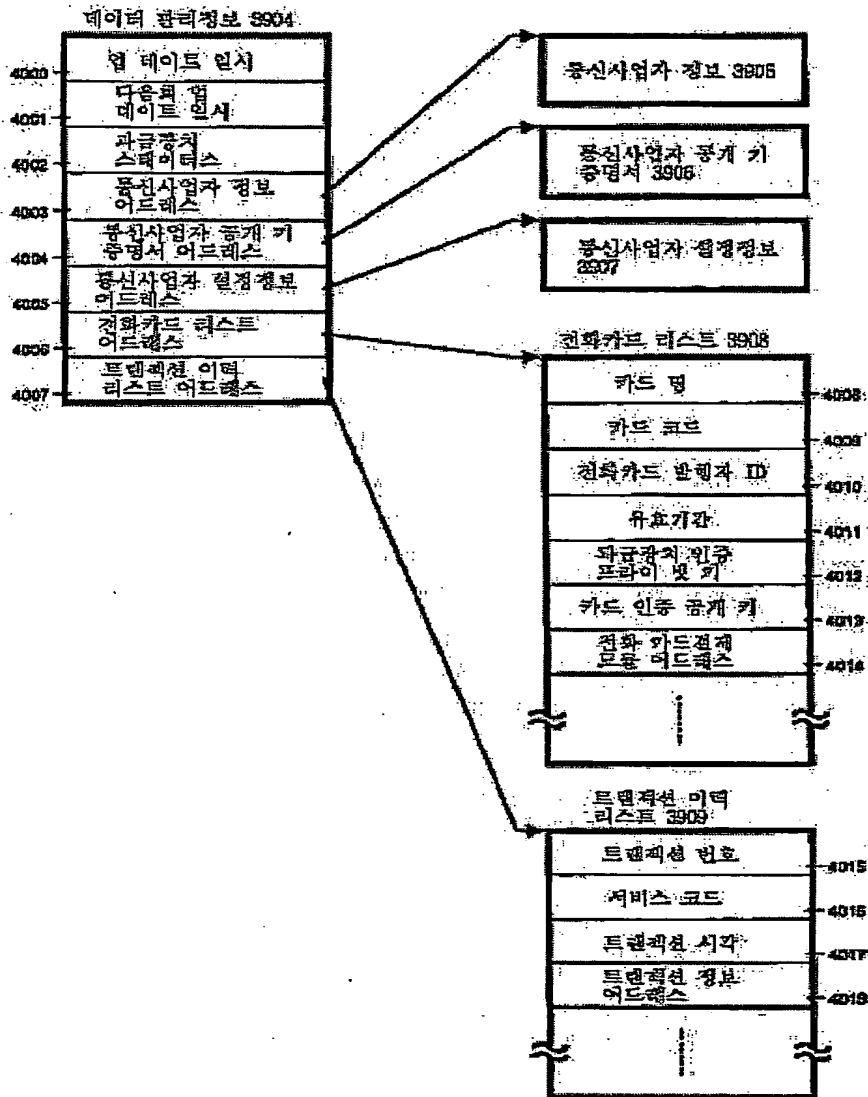 데이터 관리정보 3904
4000
업 데이트 일시
4001
다음회 업
데이트 일시
4002
과금장치
스테이터스
4003
통신사업자 정보
어드레스
4004
통신사업자 공개 키
증명서 어드레스
4005
통신사업자 설정정보
어드레스
4006
전화카드 리스트
어드레스
4007
트랜잭션 이력
리스트 어드레스
통신사업자 정보 3905
통신사업자 공개 키
증명서 3906
통신사업자 설정정보
3907
전화카드 리스트 3908
카드 명
4008
카드 코드
4009
전화카드 발행자 ID
4010
유효기간
4011
과금장치 인증
프라이 빗 키
4012
카드 인증 공개 키
4013
전화 카드결제
모듈 어드레스
4014
트랜잭션 이력
리스트 3909
트랜잭션 번호
4015
서비스 코드
4016
트랜잭션 시각
4017
트랜잭션 정보
어드레스
4018